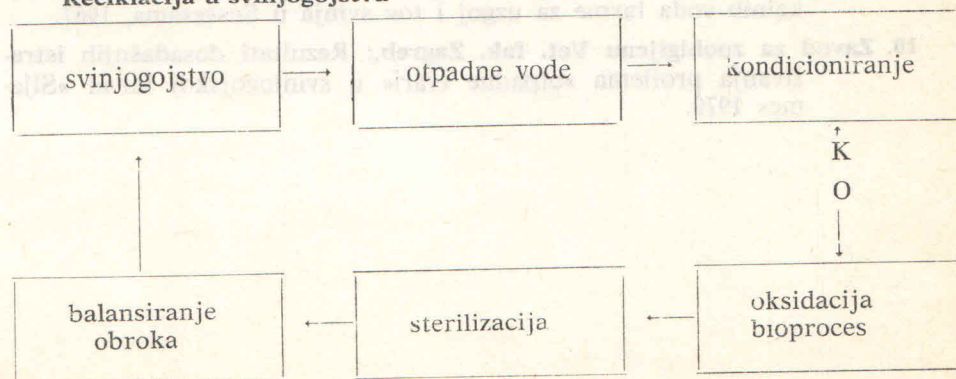 Reciklacija u svinjogojstvu
svinjogojstvo → otpadne vode → kondicioniranje
↑
K
O
↓
balansiranje
obroka
←
sterilizacija
←
oksidacija
bioproces